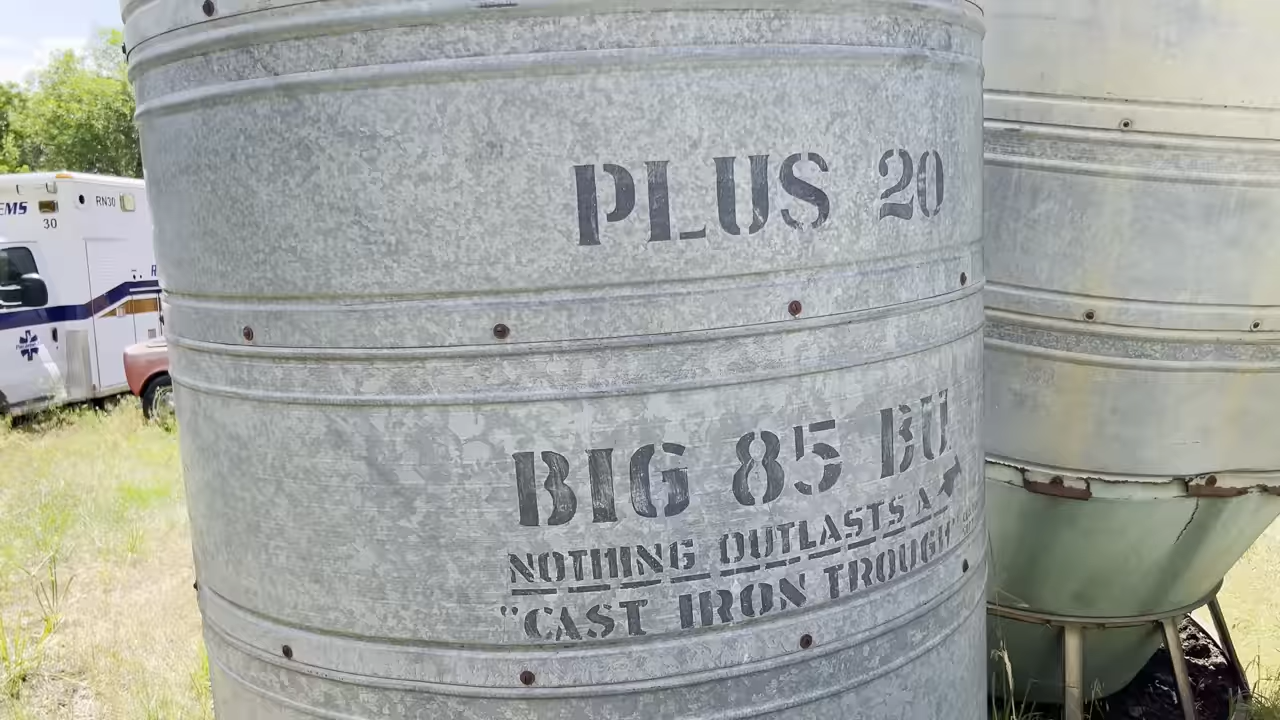 EMS
30
RN30
PLUS 20
BIG 85 BU
NOTHING OUTLASTS A
"CAST IRON TROUGH"